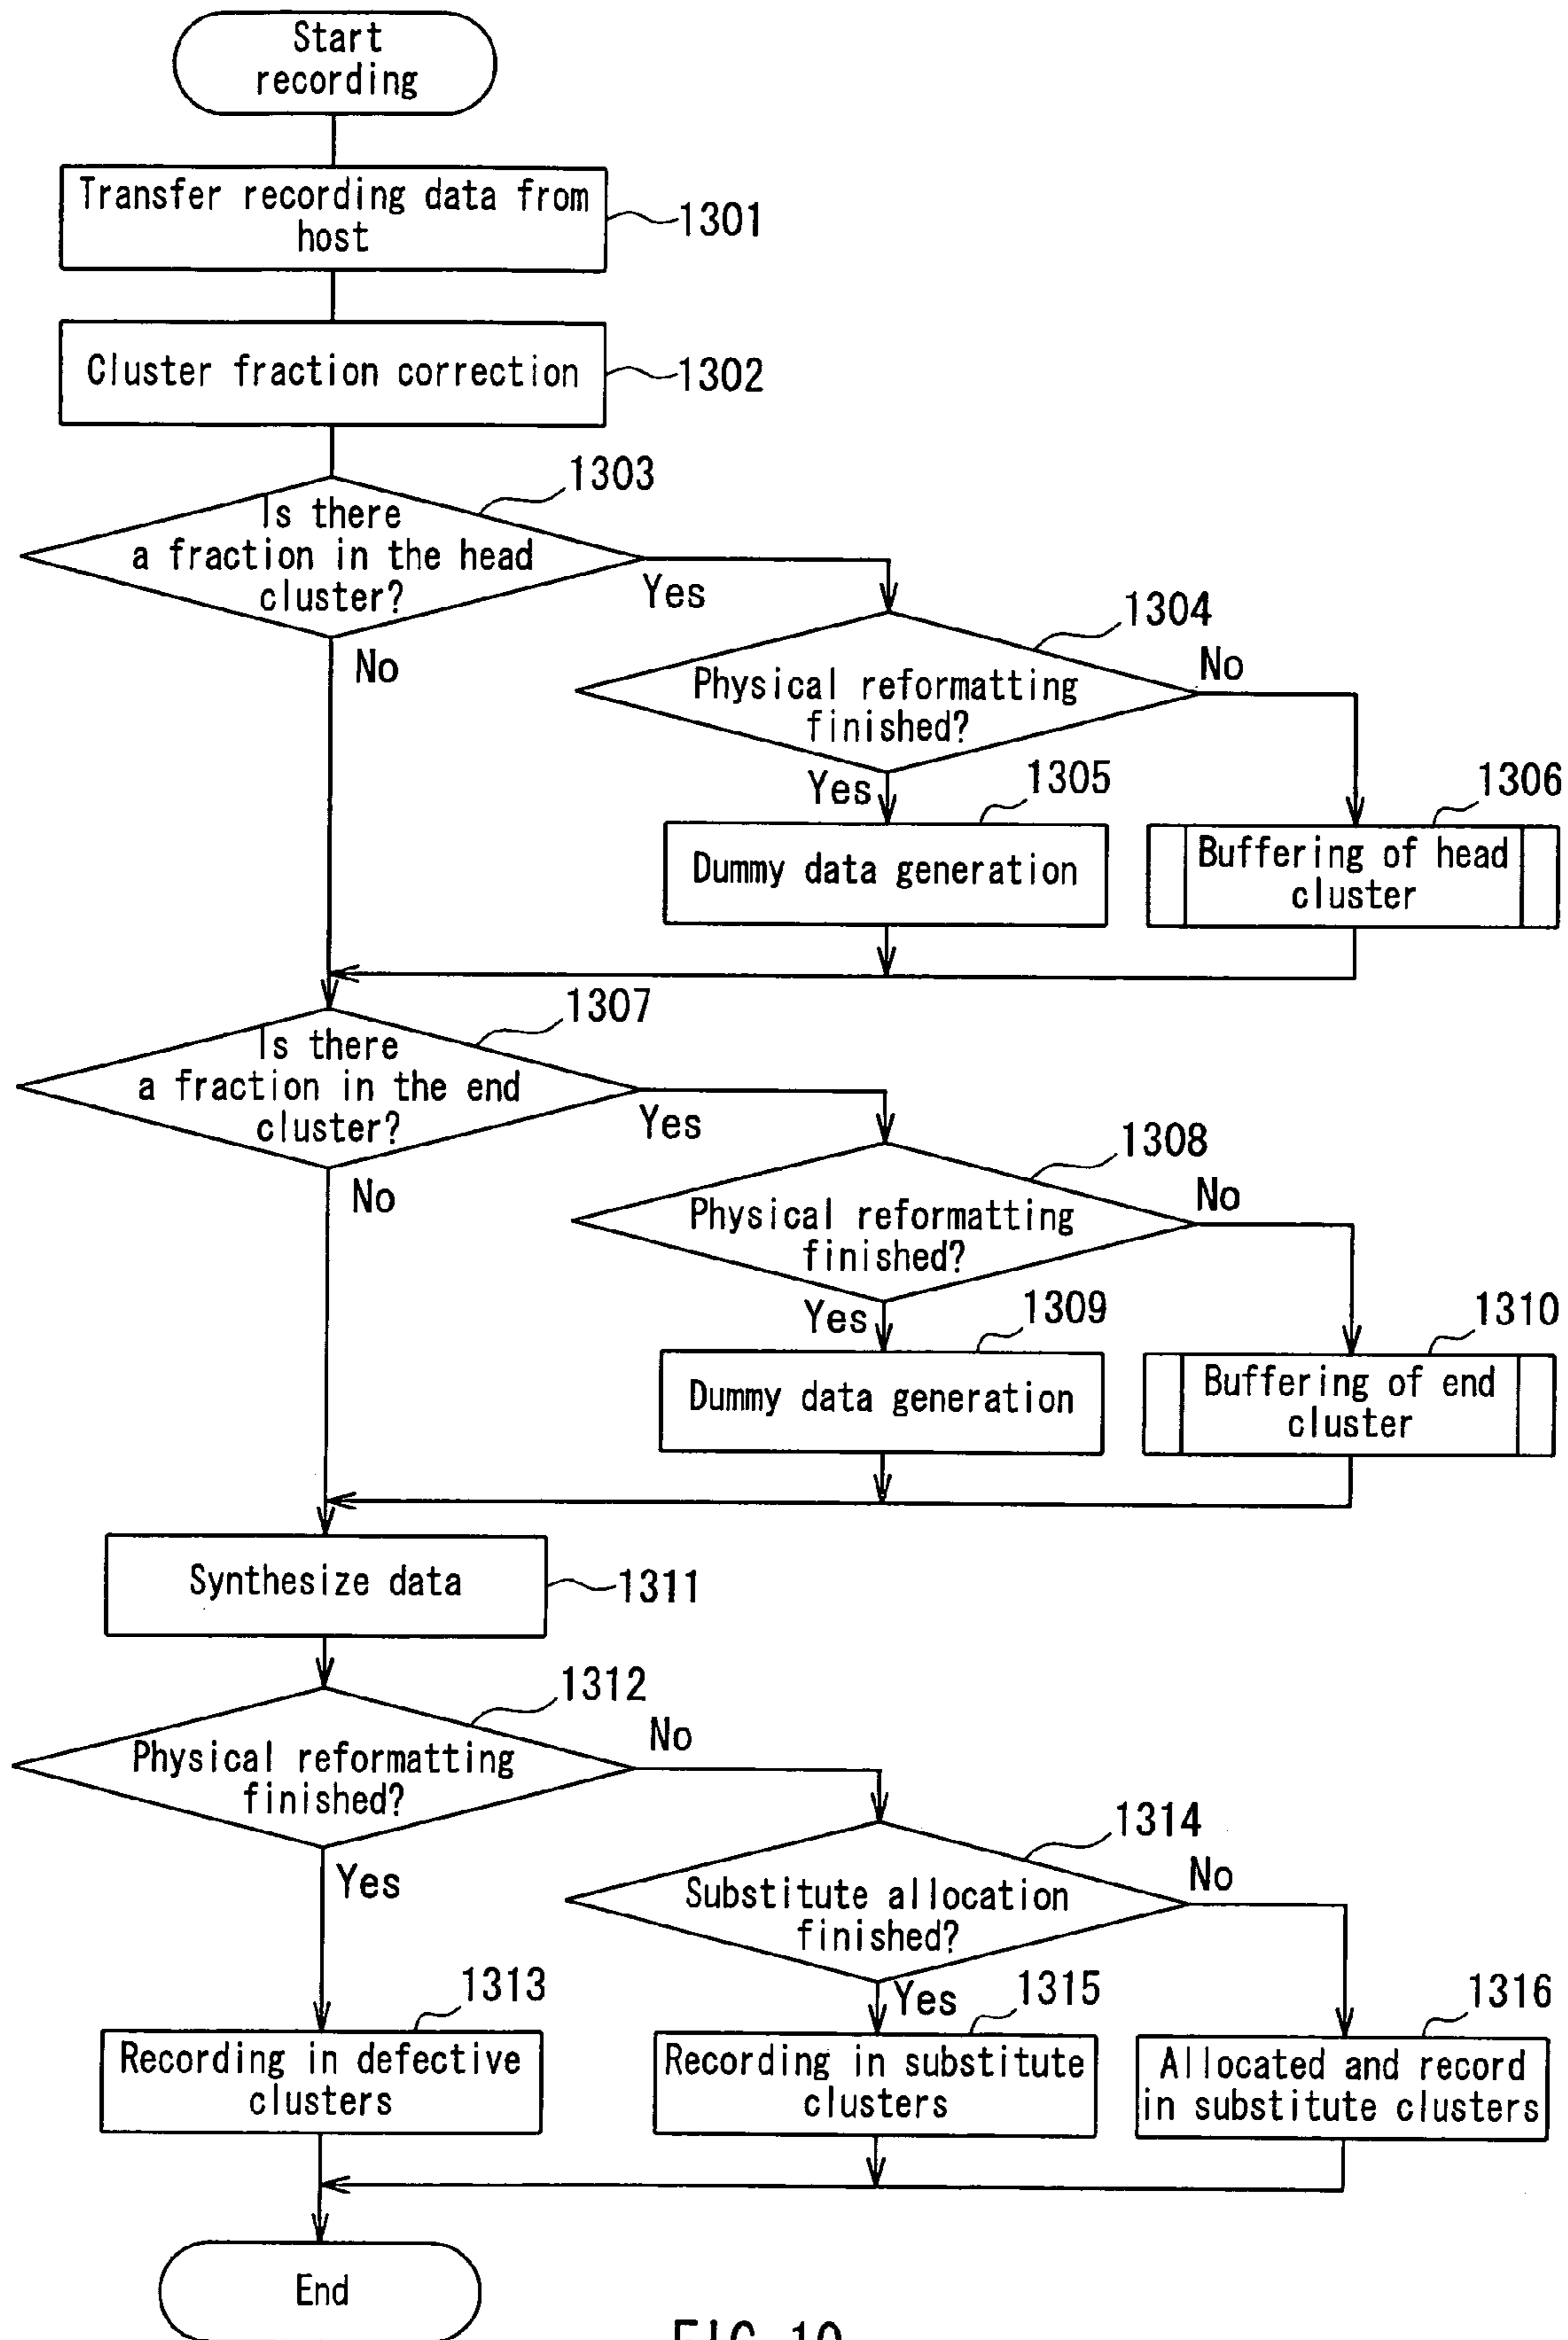 Start
recording
Transfer recording data from
host
1301
Cluster fraction correction
1302
1303
Is there
a fraction in the head
cluster?
Yes
No
1304
Physical reformatting
finished?
No
Yes
1305
Dummy data generation
1306
Buffering of head
cluster
1307
Is there
a fraction in the end
cluster?
Yes
No
1308
Physical reformatting
finished?
No
Yes
1309
Dummy data generation
1310
Buffering of end
cluster
Synthesize data
1311
1312
Physical reformatting
finished?
No
Yes
1314
Substitute allocation
finished?
No
Yes
1313
Recording in defective
clusters
1315
Recording in substitute
clusters
1316
Allocated and record
in substitute clusters
End